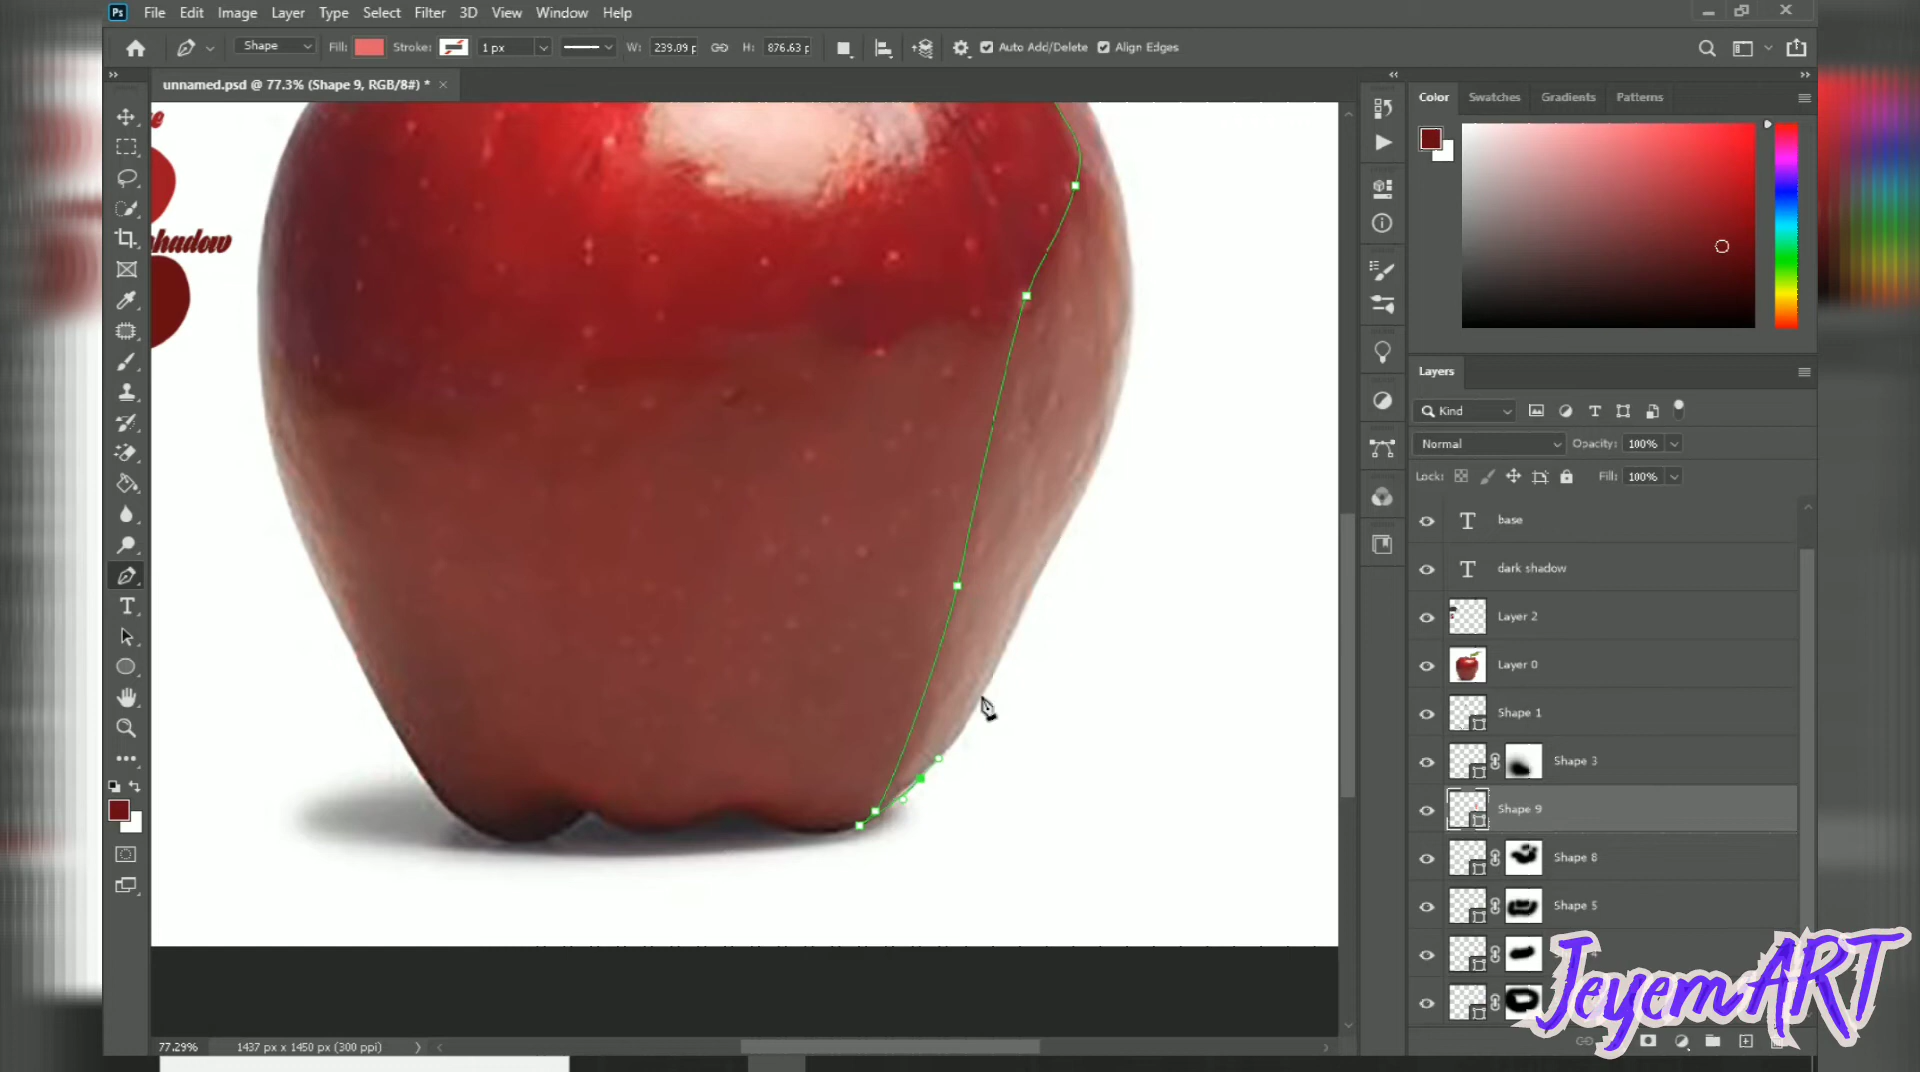 Ps File Edit Image Layer Type Select Filter 3D View Window Help
Shape Fill: Stroke: 1 px W: 239.09 p H: 876.63 p Auto Add/Delete Align Edges
unnamed.psd @ 77.3% (Shape 9, RGB/8#) *
Color Swatches Gradients Patterns
shadow
Layers
Kind
Normal Opacity: 100%
Lock: Fill: 100%
base
dark shadow
Layer 2
Layer 0
Shape 1
Shape 3
Shape 9
Shape 8
Shape 5
JeyemART
77.29% 1437 px x 1450 px (300 ppi)